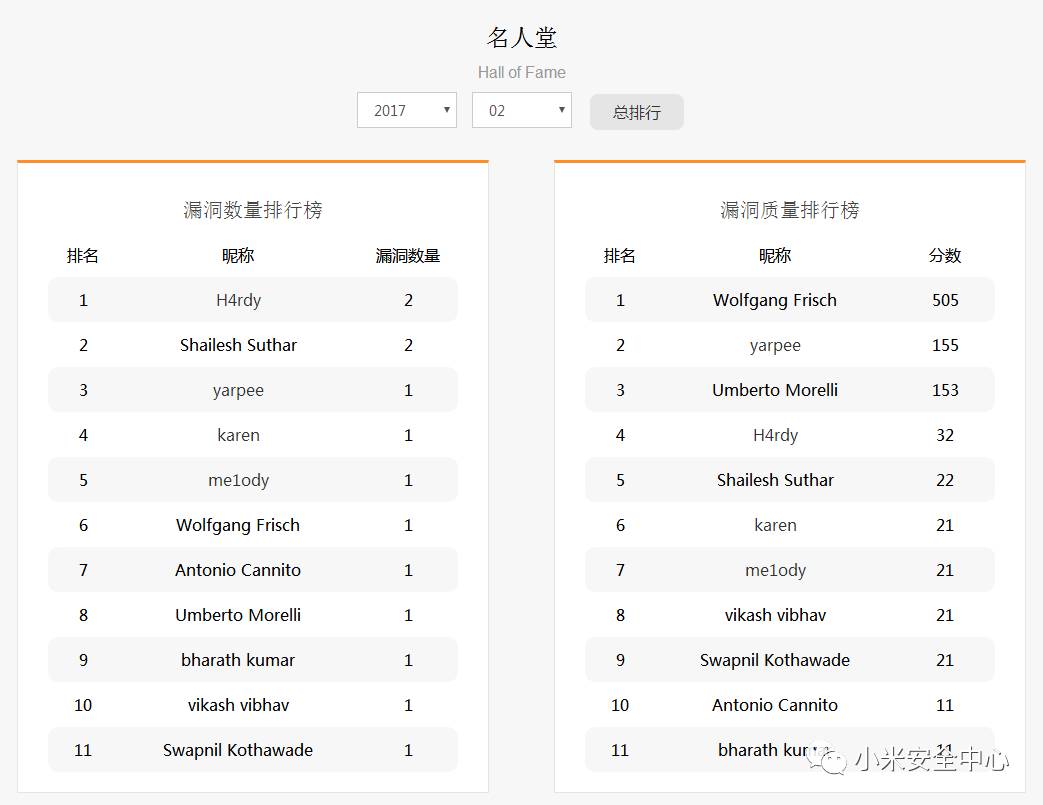 名人堂
Hall of Fame
2017 02 总排行
漏洞数量排行榜
排名 昵称 漏洞数量
1 H4rdy 2
2 Shailesh Suthar 2
3 yarpee 1
4 karen 1
5 me1ody 1
6 Wolfgang Frisch 1
7 Antonio Cannito 1
8 Umberto Morelli 1
9 bharath kumar 1
10 vikash vibhav 1
11 Swapnil Kothawade 1
漏洞质量排行榜
排名 昵称 分数
1 Wolfgang Frisch 505
2 yarpee 155
3 Umberto Morelli 153
4 H4rdy 32
5 Shailesh Suthar 22
6 karen 21
7 me1ody 21
8 vikash vibhav 21
9 Swapnil Kothawade 21
10 Antonio Cannito 11
11 bharath kumar 11
小米安全中心